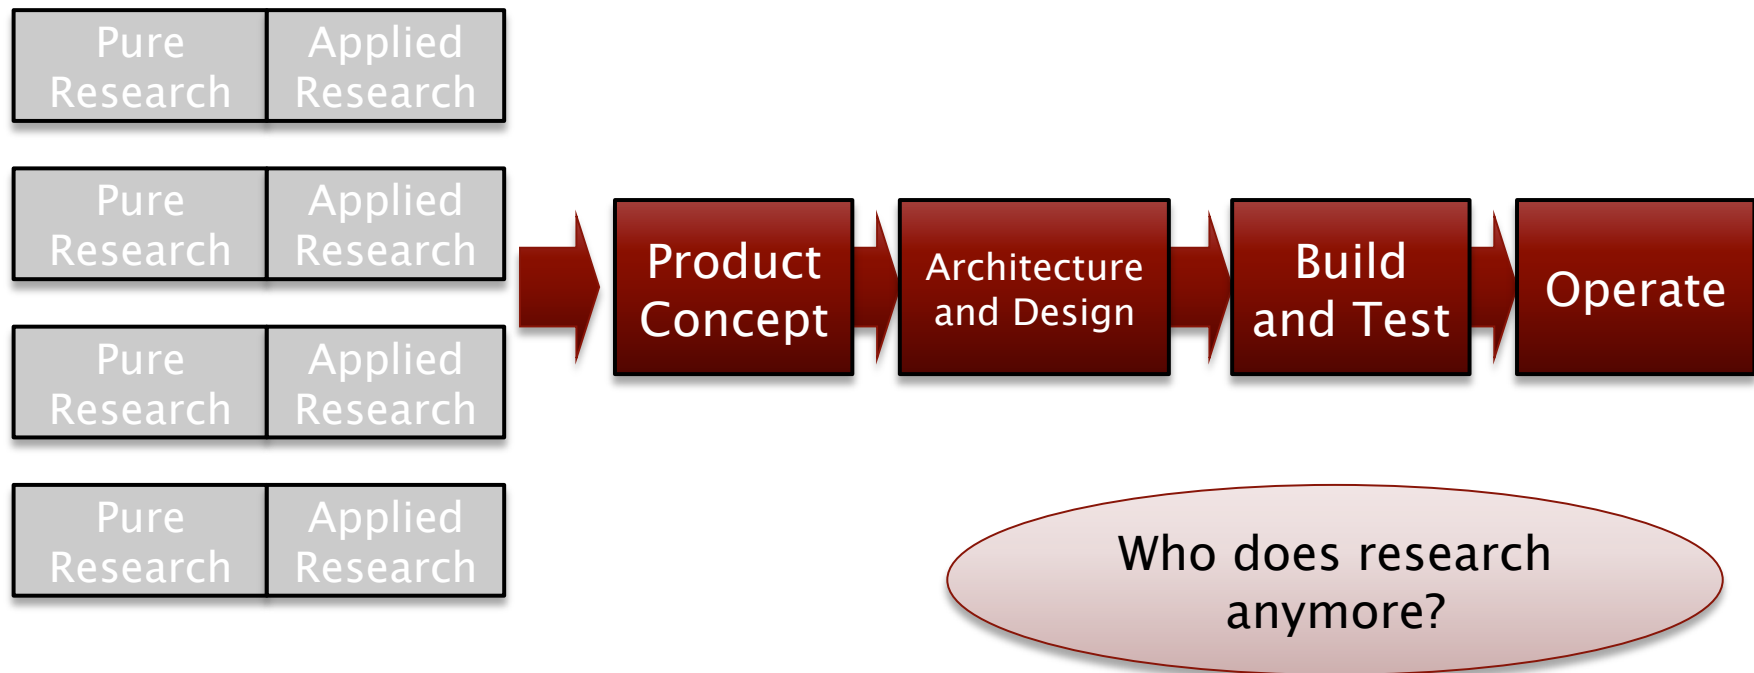 Pure
Research
Applied
Research
Pure
Research
Applied
Research
Pure
Research
Applied
Research
Pure
Research
Applied
Research
Product
Concept
Architecture
and Design
Build
and Test
Operate
Who does research
anymore?